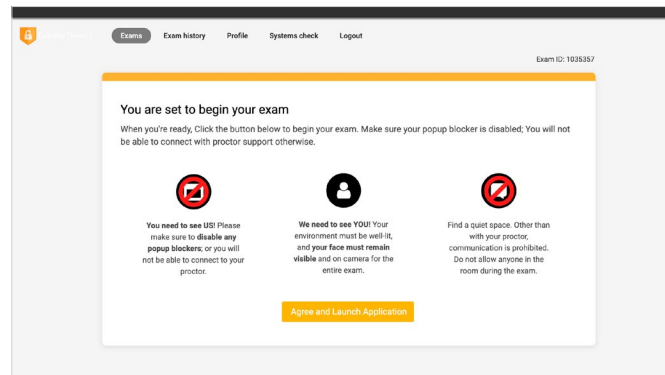 Exams Exam history Profile Systems check Logout
Exam ID: 1035357
You are set to begin your exam
When you're ready, Click the button below to begin your exam. Make sure your popup blocker is disabled; You will not
be able to connect with proctor support otherwise.
You need to see US! Please
make sure to disable any
popup blockers; or you will
not be able to connect to your
proctor.
We need to see YOU! Your
environment must be well-lit,
and your face must remain
visible and on camera for the
entire exam.
Find a quiet space. Other than
with your proctor,
communication is prohibited.
Do not allow anyone in the
room during the exam.
Agree and Launch Application